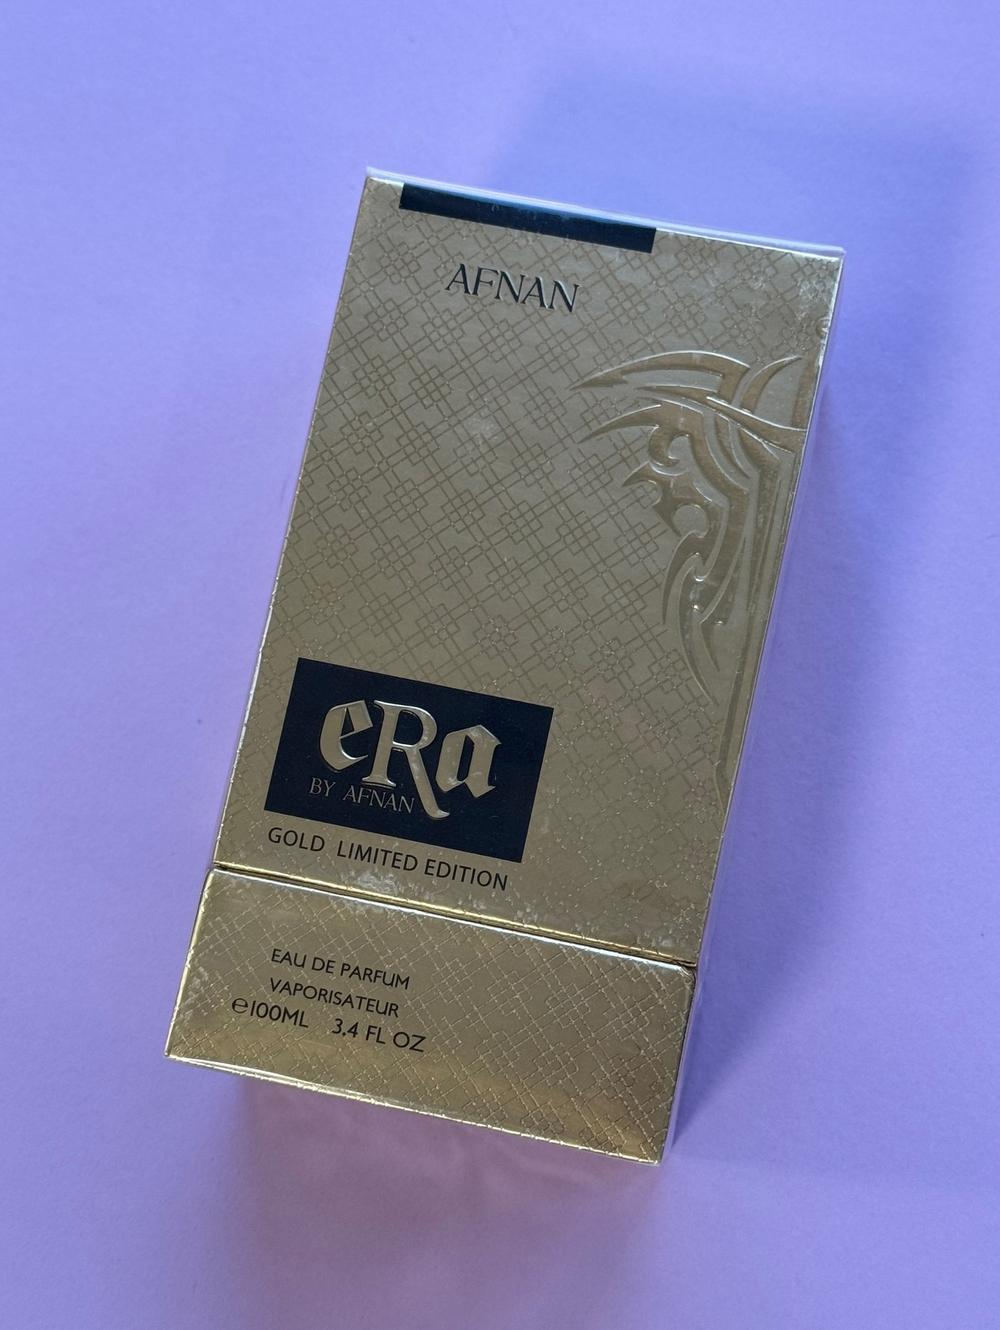 AFNAN
eRa
BY AFNAN
GOLD LIMITED EDITION
EAU DE PARFUM
VAPORISATEUR
℮100ML 3.4 FL OZ